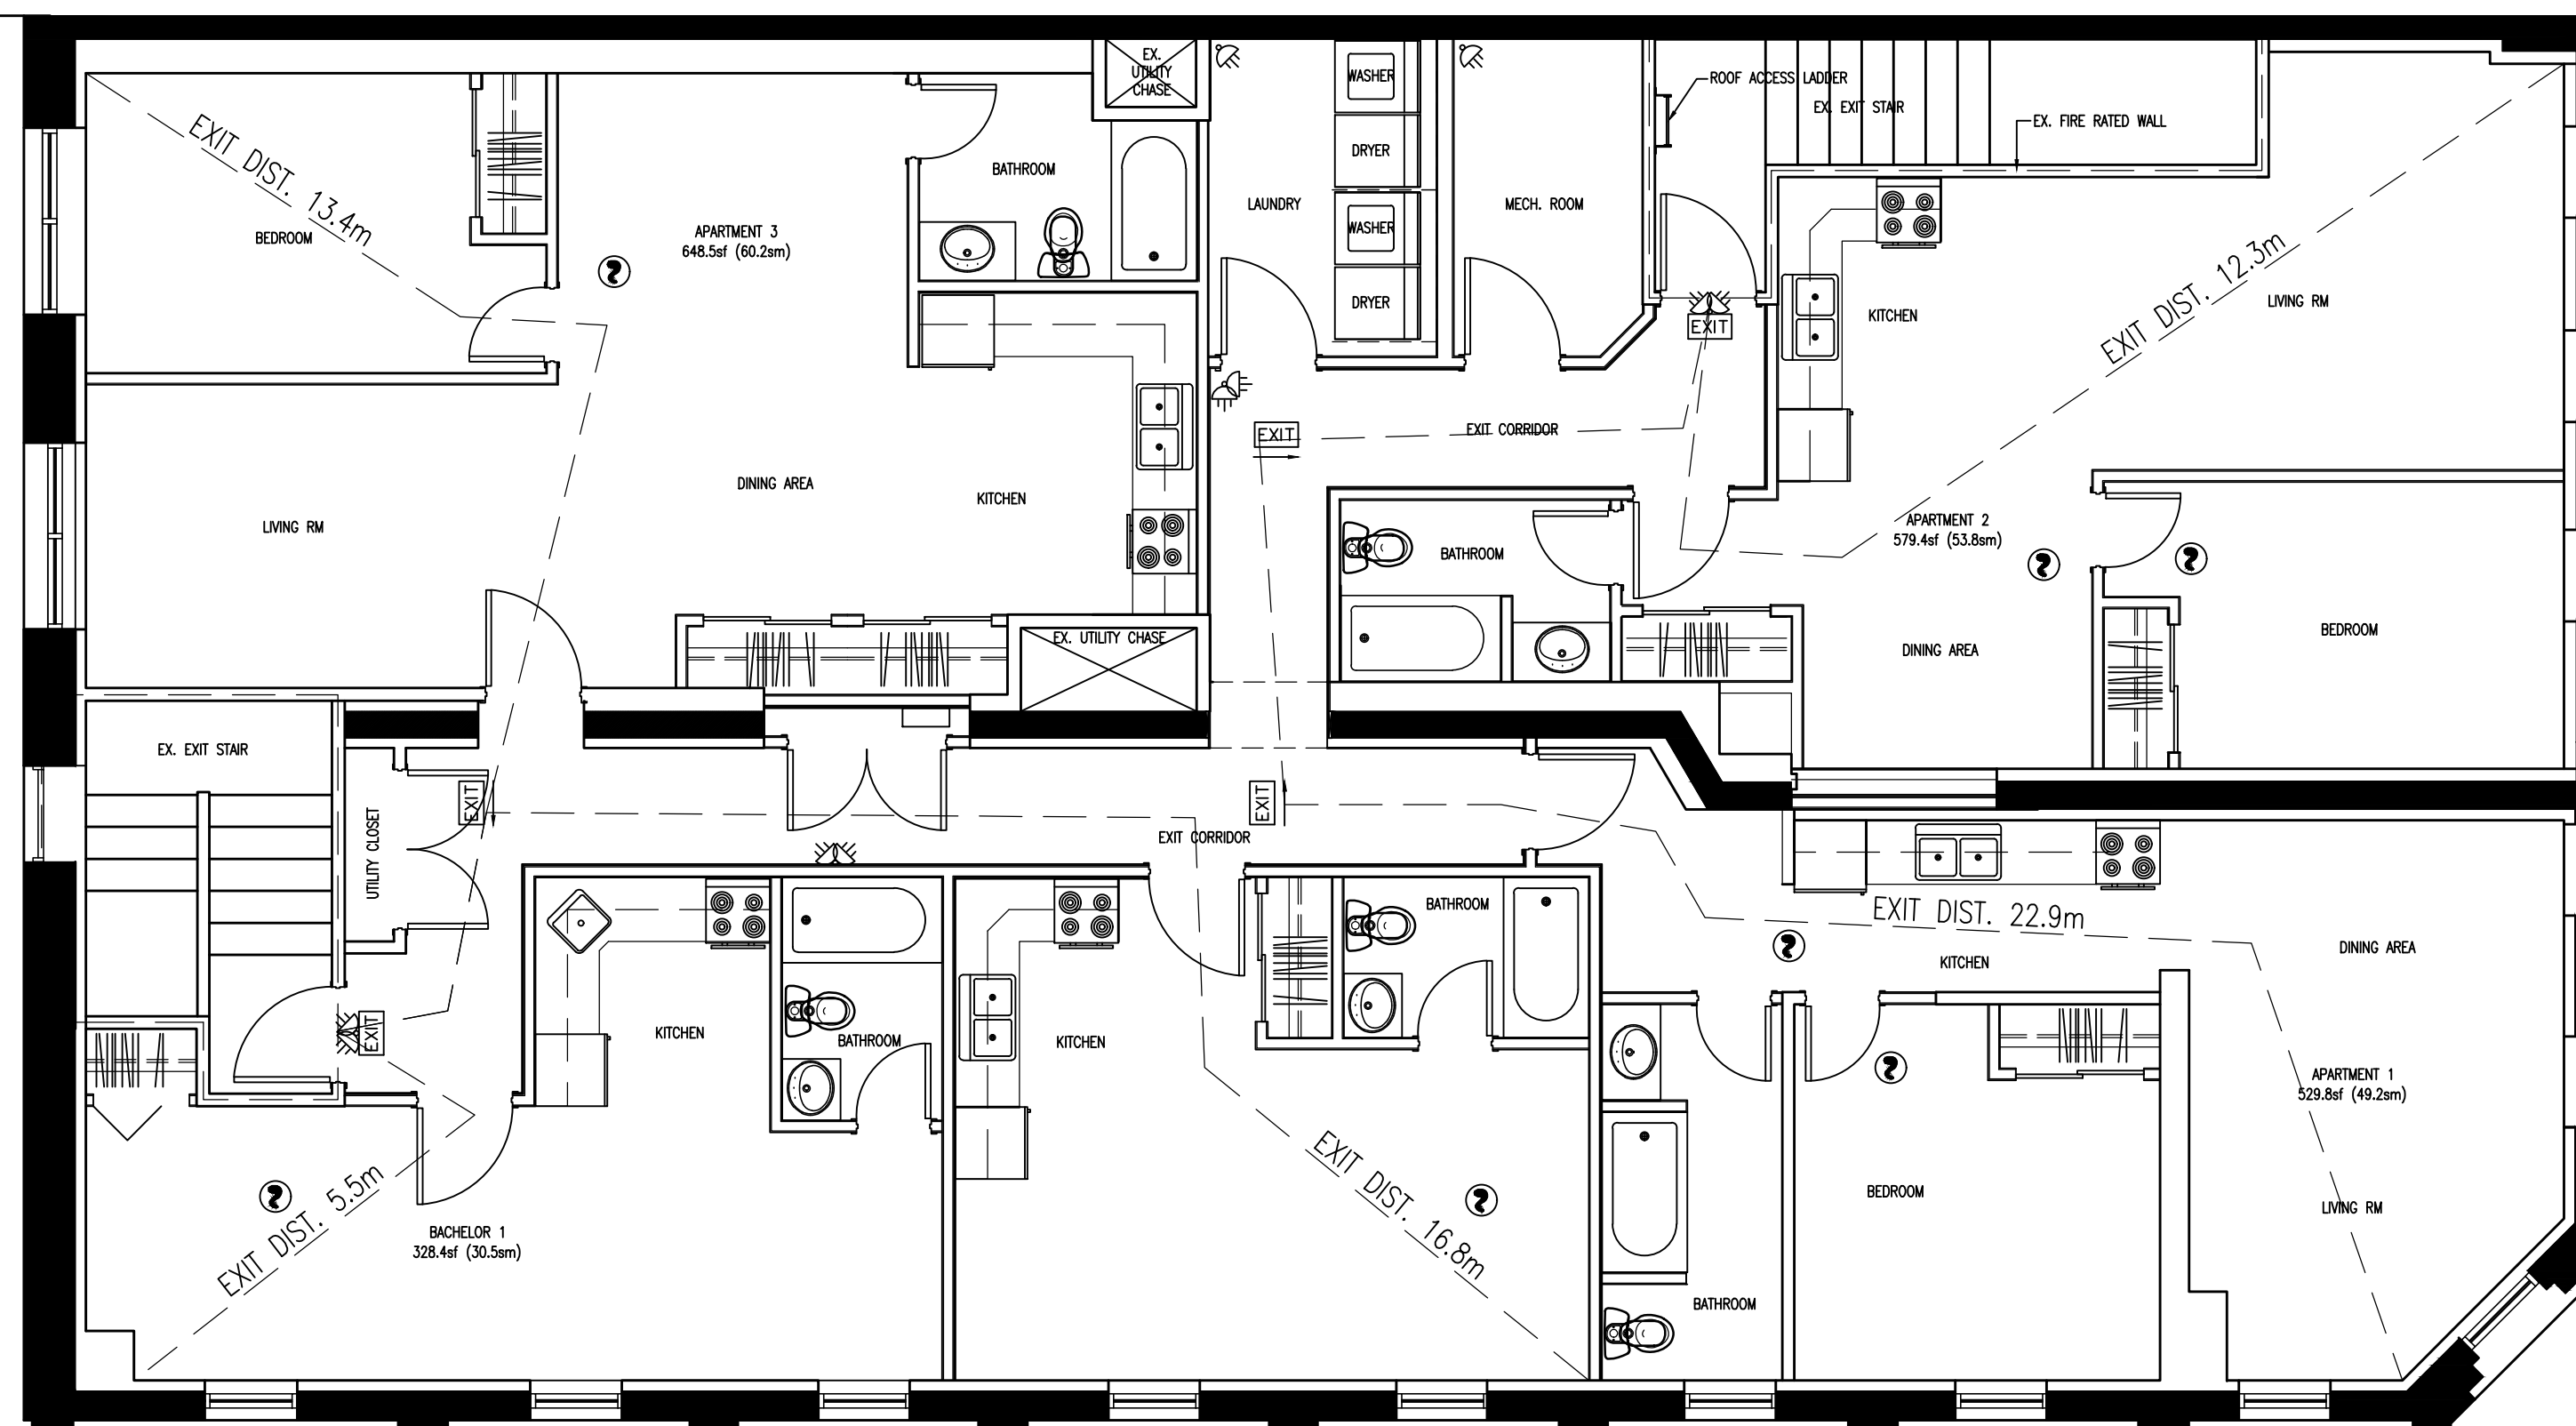 EX.
UTILITY
CHASE
WASHER
ROOF ACCESS LADDER
EX. EXIT STAIR
EX. FIRE RATED WALL
EXIT DIST. 13.4m
DRYER
BATHROOM
LAUNDRY
MECH. ROOM
BEDROOM
APARTMENT 3
648.5sf (60.2sm)
WASHER
DRYER
EXIT
KITCHEN
EXIT DIST. 12.3m
LIVING RM
EXIT
EXIT CORRIDOR
DINING AREA
KITCHEN
LIVING RM
BATHROOM
APARTMENT 2
579.4sf (53.8sm)
EX. UTILITY CHASE
DINING AREA
BEDROOM
EX. EXIT STAIR
EXIT
EXIT
UTILITY CLOSET
EXIT CORRIDOR
BATHROOM
EXIT DIST. 22.9m
DINING AREA
KITCHEN
EXIT
KITCHEN
BATHROOM
KITCHEN
APARTMENT 1
529.8sf (49.2sm)
EXIT DIST. 5.5m
EXIT DIST. 16.8m
BEDROOM
LIVING RM
BACHELOR 1
328.4sf (30.5sm)
BATHROOM